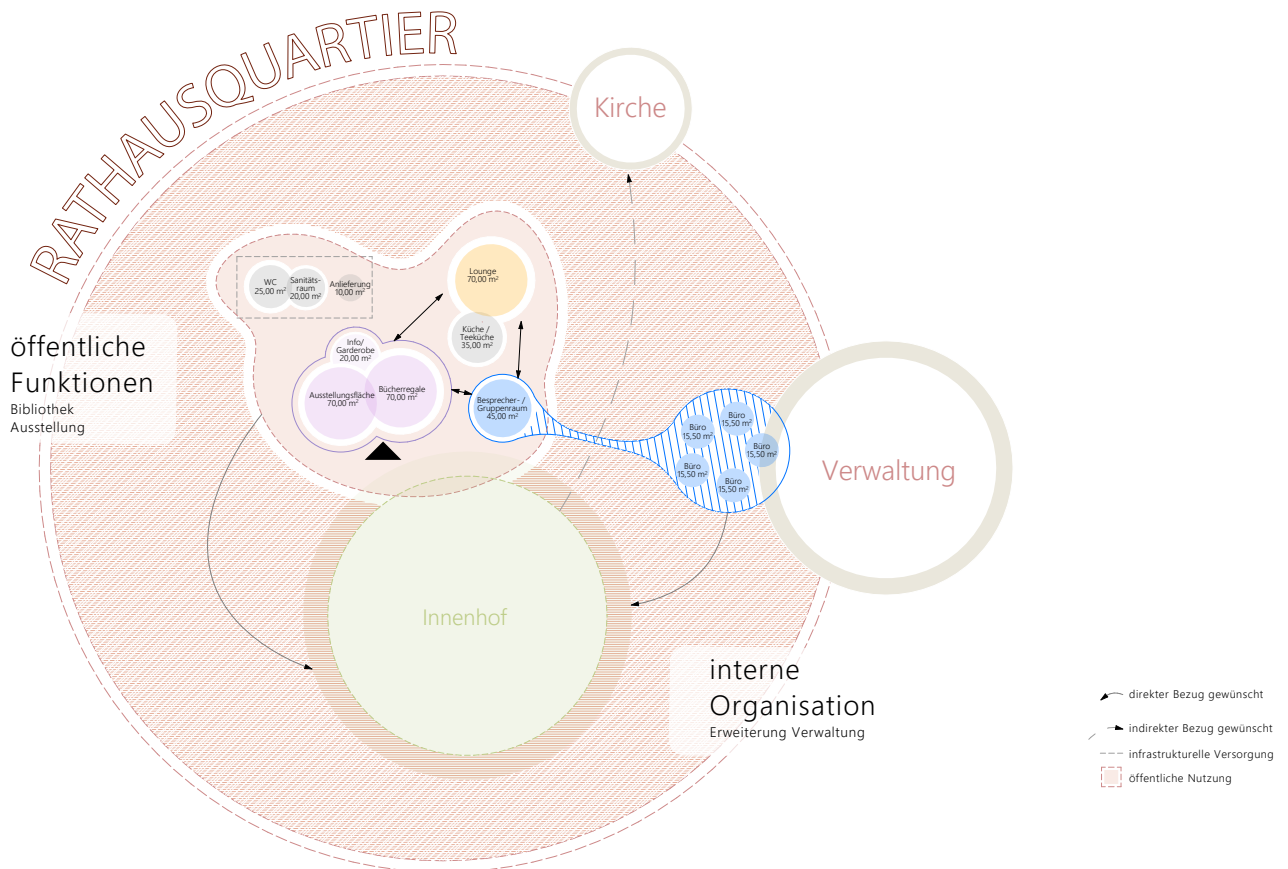 RATHAUSQUARTIER
Kirche
Lounge
70,00 m²
WC
25,00 m²
Sanitäts-
raum
20,00 m²
Anlieferung
10,00 m²
Küche /
Teeküche
35,00 m²
öffentliche
Funktionen
Bibliothek
Ausstellung
Info/
Garderobe
20,00 m²
Ausstellungsfläche
70,00 m²
Bücherregale
70,00 m²
Besprecher- /
Gruppenraum
45,00 m²
Büro
15,50 m²
Büro
15,50 m²
Büro
15,50 m²
Büro
15,50 m²
Büro
15,50 m²
Verwaltung
Innenhof
interne
Organisation
Erweiterung Verwaltung
direkter Bezug gewünscht
indirekter Bezug gewünscht
infrastrukturelle Versorgung
öffentliche Nutzung